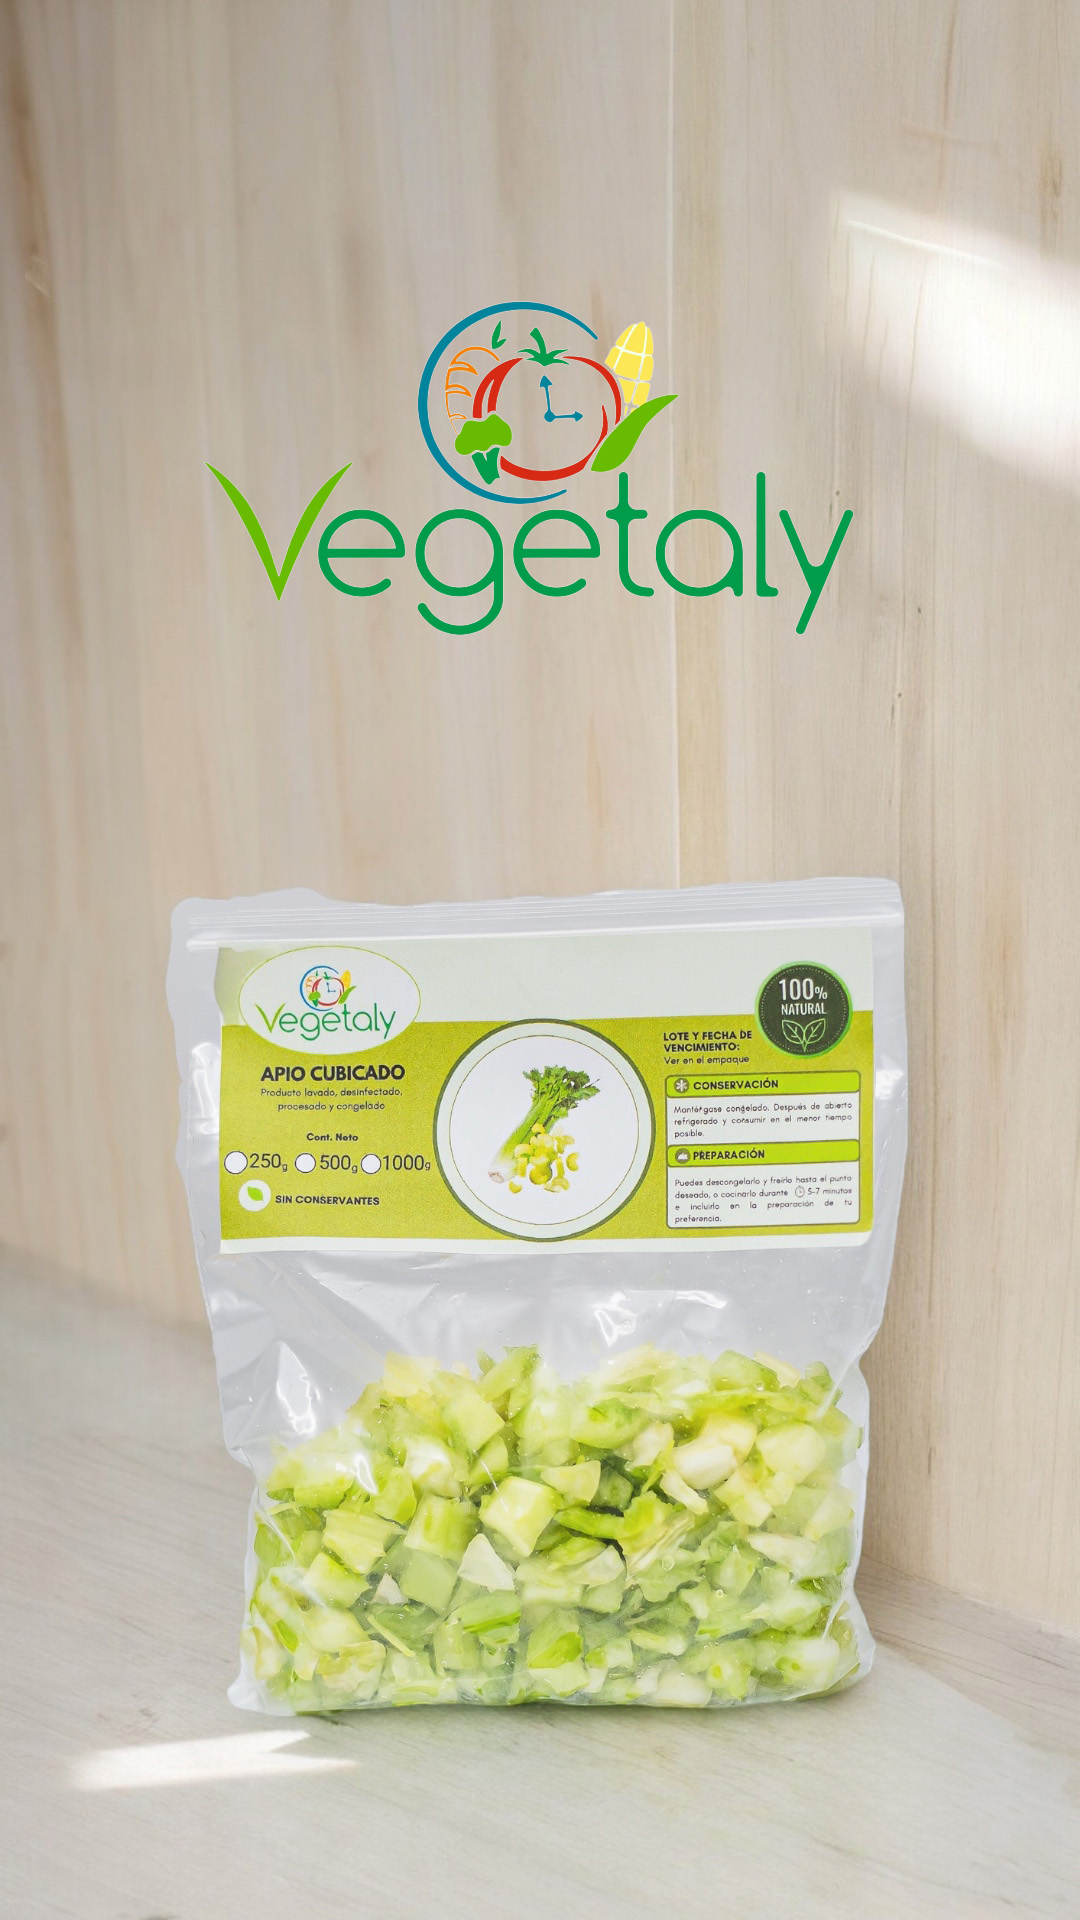 Vegetaly
Vegetaly
APIO CUBICADO
Producto lavado, desinfectado,
procesado y congelado
Cont. Neto
250g 500g 1000g
SIN CONSERVANTES
100%
NATURAL
LOTE Y FECHA DE
VENCIMIENTO:
Ver en el empaque
CONSERVACIÓN
Manténgase congelado. Después de abierto
refrigerado y consumir en el menor tiempo
posible.
PREPARACIÓN
Puedes descongelarlo y freirlo hasta el punto
deseado, o cocinarlo durante 5-7 minutos
e incluirlo en la preparación de tu
preferencia.